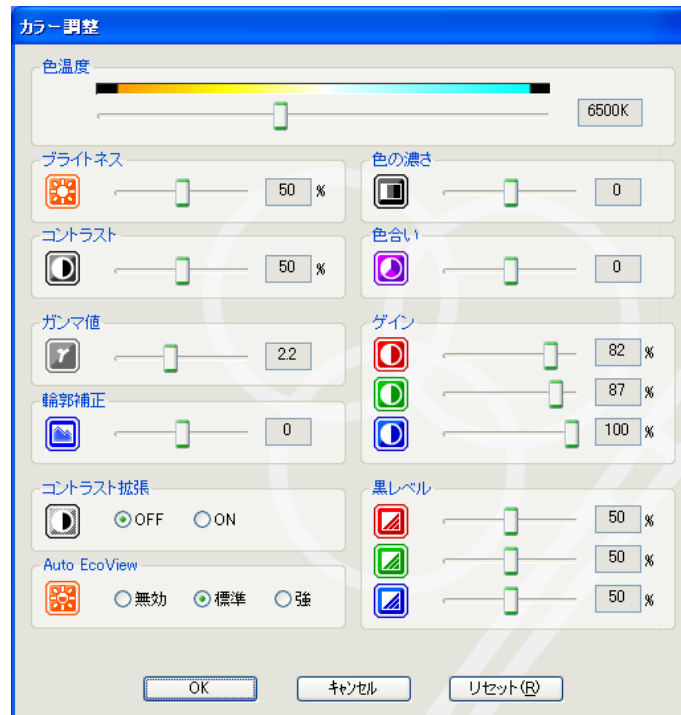 カラー調整
色温度
6500K
ブライトネス
50 %
色の濃さ
0
コントラスト
50 %
色合い
0
ガンマ値
γ
2.2
ゲイン
82 %
87 %
100 %
輪郭補正
0
コントラスト拡張
OFF ON
黒レベル
50 %
50 %
50 %
Auto EcoView
無効 標準 強
OK キャンセル リセット(R)